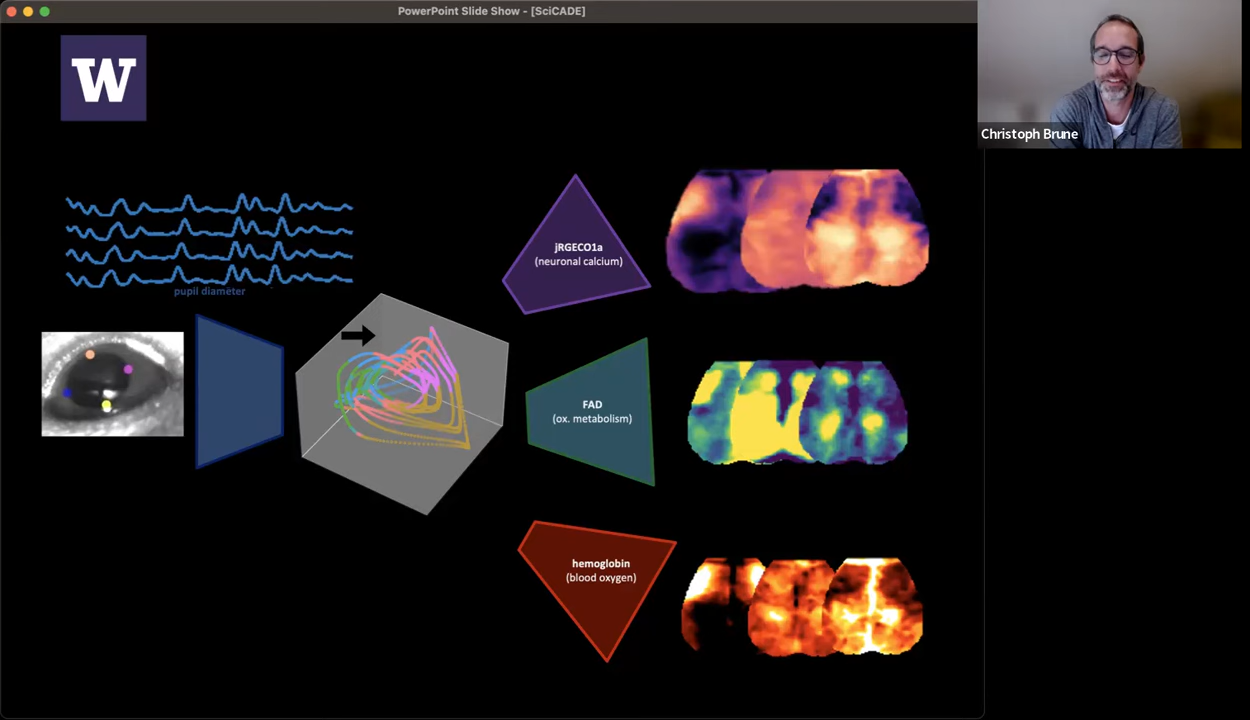 PowerPoint Slide Show - [SciCADE]
W
Christoph Brune
pupil diameter
jRGECO1a
(neuronal calcium)
FAD
(ox. metabolism)
hemoglobin
(blood oxygen)